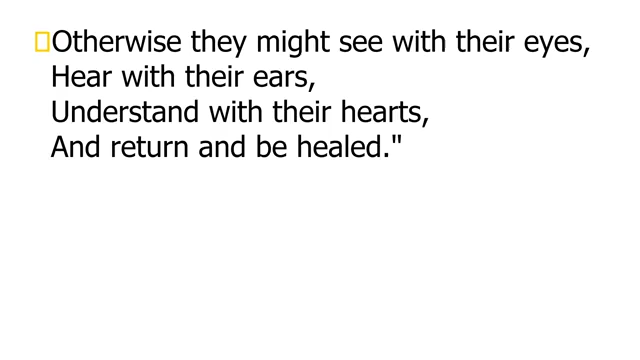 Otherwise they might see with their eyes,
Hear with their ears,
Understand with their hearts,
And return and be healed."